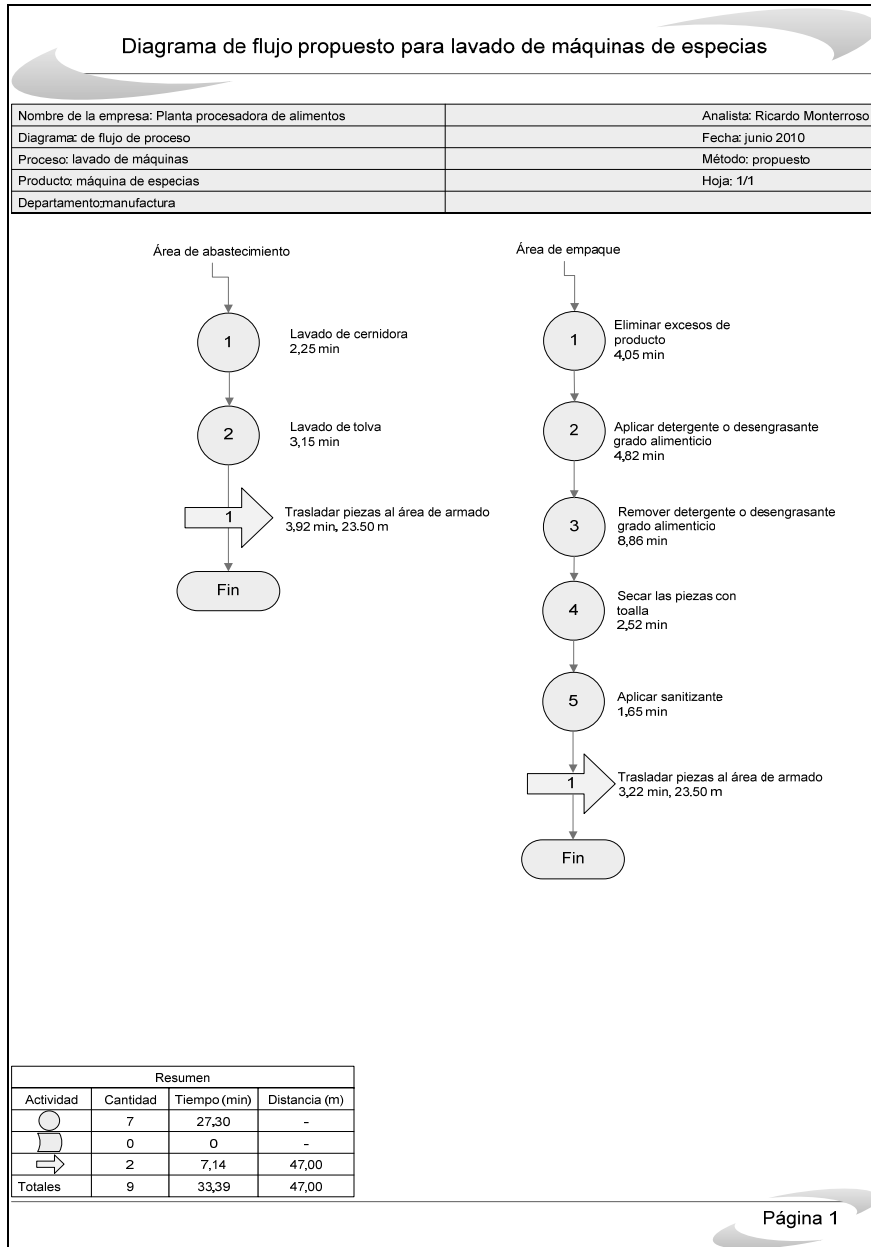 Diagrama de flujo propuesto para lavado de máquinas de especias
Nombre de la empresa: Planta procesadora de alimentos
Analista: Ricardo Monterroso
Diagrama: de flujo de proceso
Fecha: junio 2010
Proceso: lavado de máquinas
Método: propuesto
Producto: máquina de especias
Hoja: 1/1
Departamento:manufactura
Área de abastecimiento
1
Lavado de cernidora
2,25 min
2
Lavado de tolva
3,15 min
1
Trasladar piezas al área de armado
3,92 min, 23.50 m
Fin
Área de empaque
1
Eliminar excesos de
producto
4,05 min
2
Aplicar detergente o desengrasante
grado alimenticio
4,82 min
3
Remover detergente o desengrasante
grado alimenticio
8,86 min
4
Secar las piezas con
toalla
2,52 min
5
Aplicar sanitizante
1,65 min
1
Trasladar piezas al área de armado
3,22 min, 23.50 m
Fin
Resumen
Actividad Cantidad Tiempo (min) Distancia (m)
7 27,30 -
0 0 -
2 7,14 47,00
Totales 9 33,39 47,00
Página 1